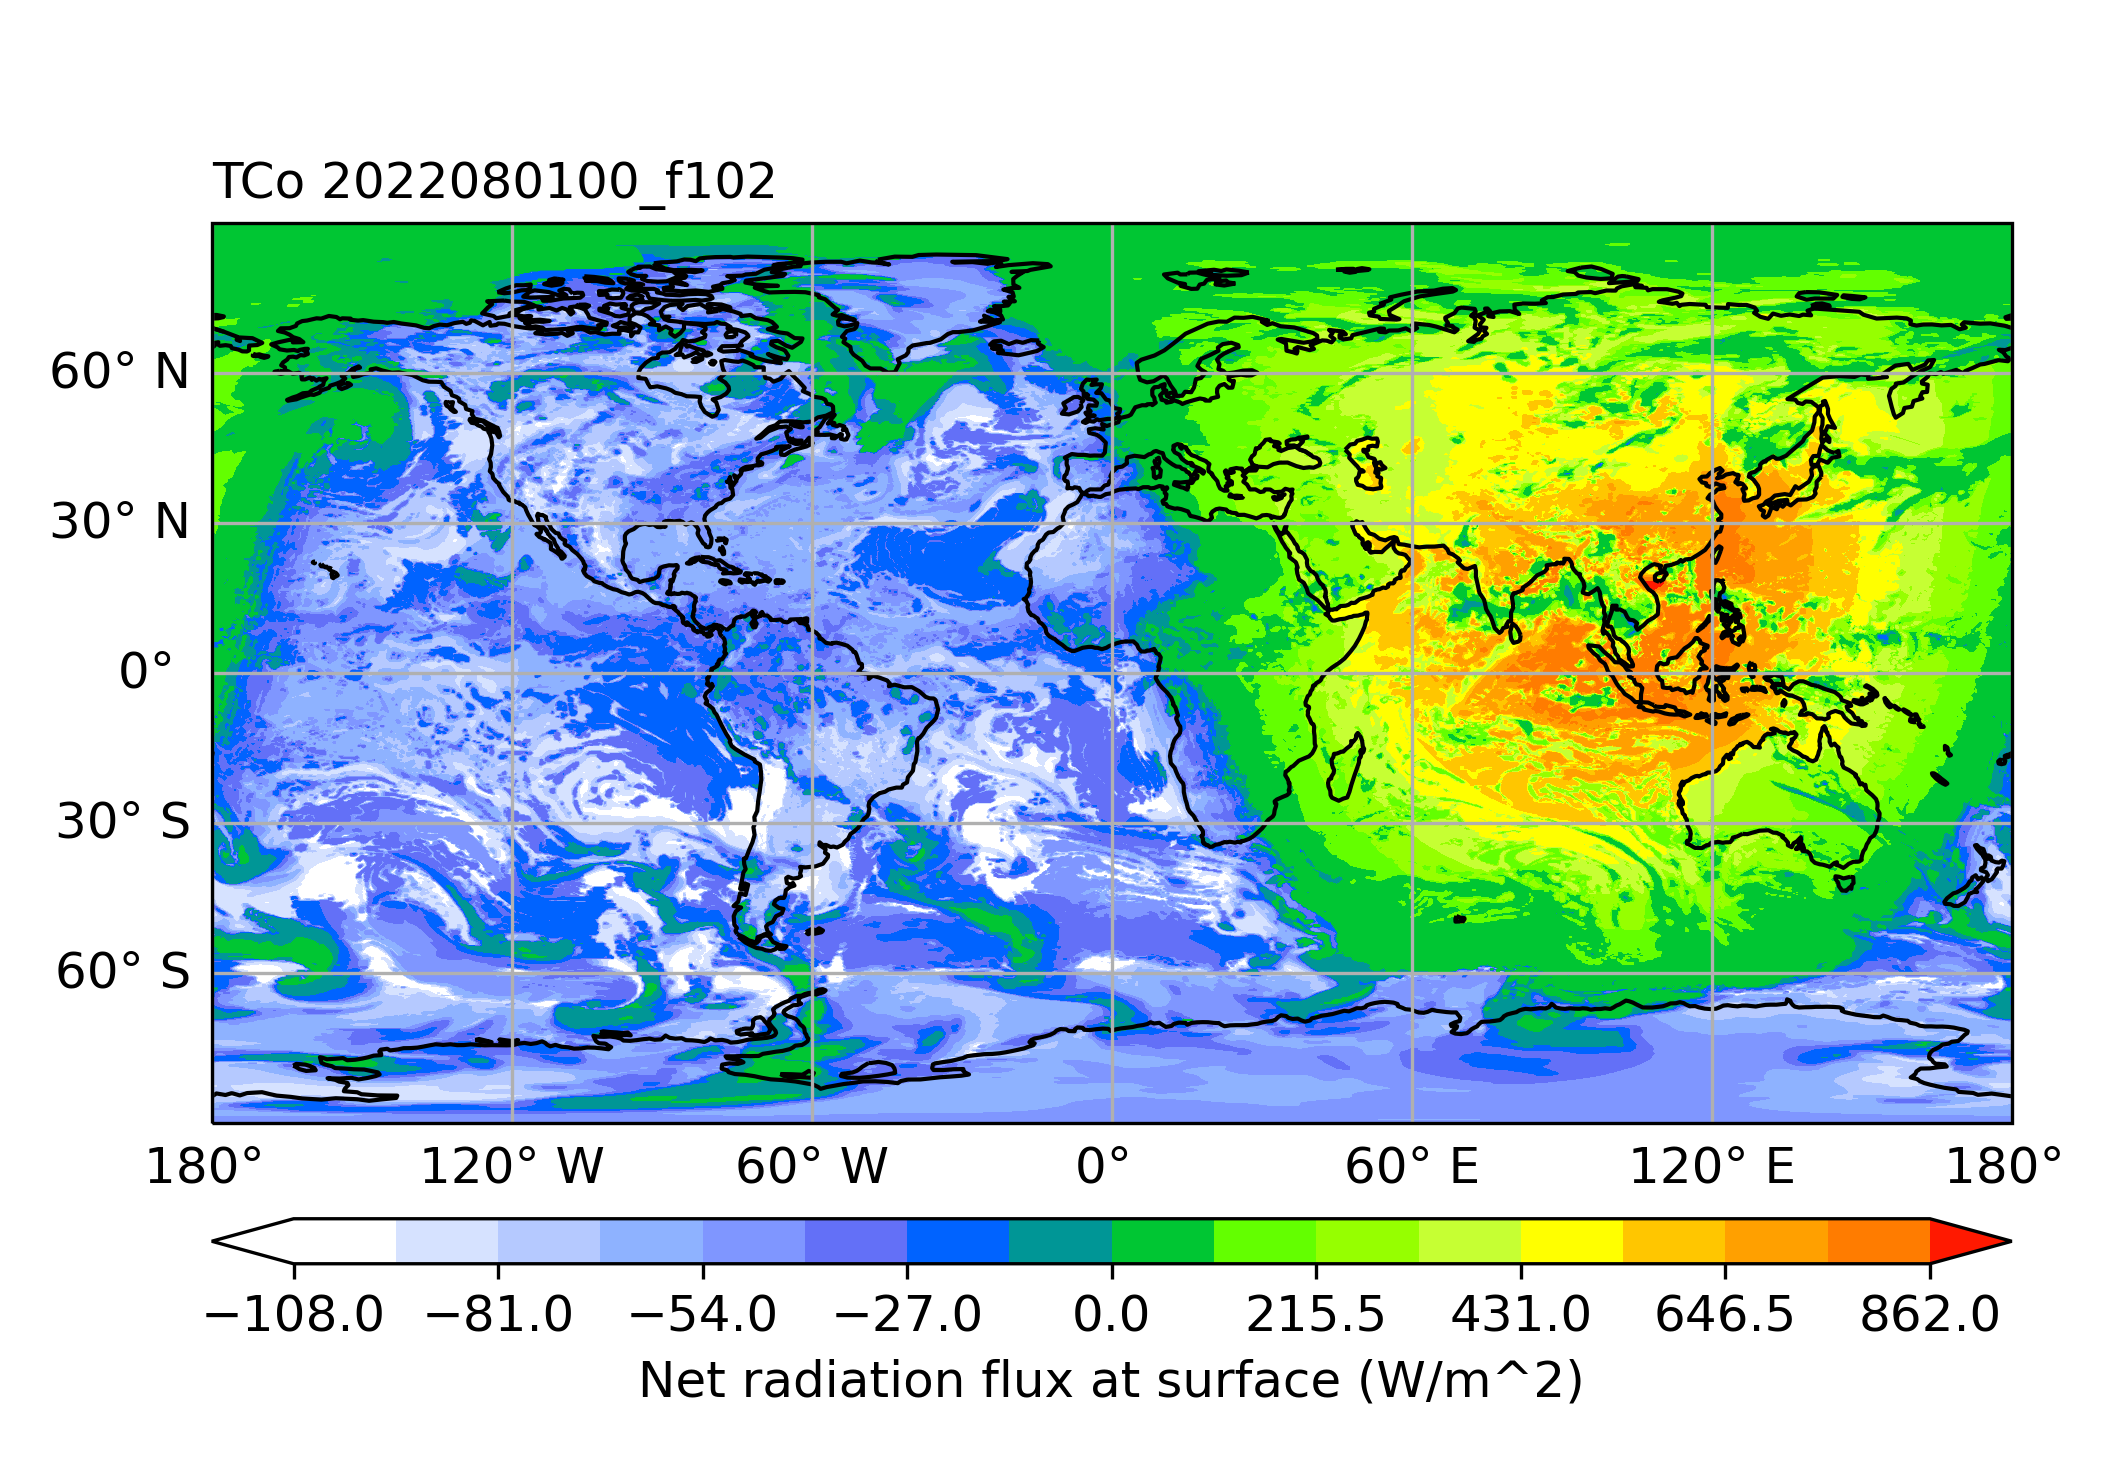 TCo 2022080100_f102
60° N
30° N
0°
30° S
60° S
180° 120° W 60° W 0° 60° E 120° E 180°
−108.0 −81.0 −54.0 −27.0 0.0 215.5 431.0 646.5 862.0
Net radiation flux at surface (W/m^2)